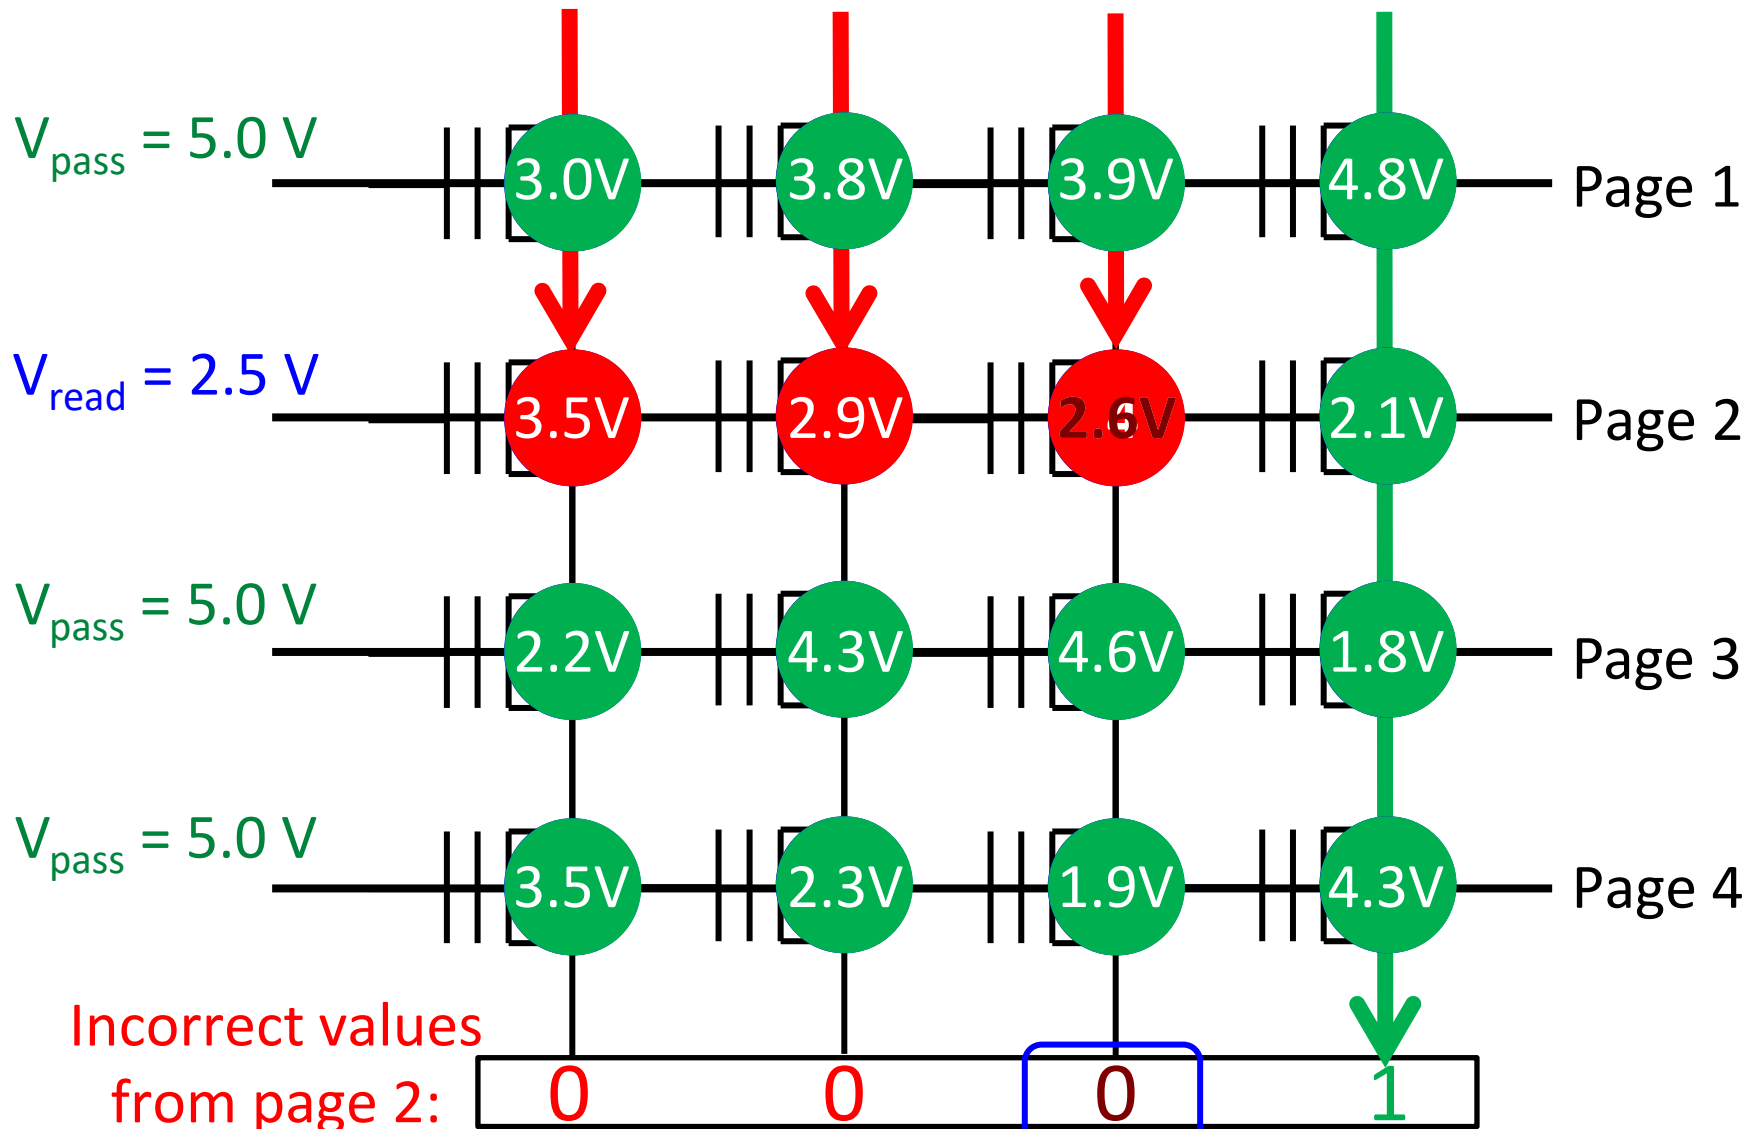 Vpass = 5.0 V 3.0V 3.8V 3.9V 4.8V Page 1
Vread = 2.5 V 3.5V 2.9V 2.6V 2.1V Page 2
Vpass = 5.0 V 2.2V 4.3V 4.6V 1.8V Page 3
Vpass = 5.0 V 3.5V 2.3V 1.9V 4.3V Page 4
Incorrect values
from page 2: 0 0 0 1